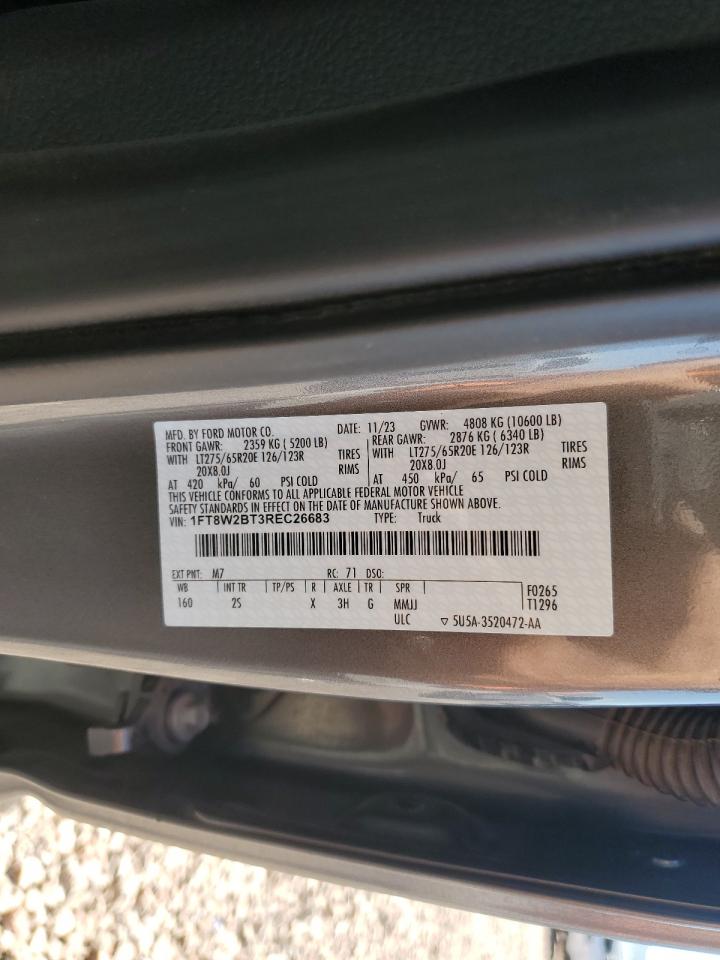 MFD. BY FORD MOTOR CO. DATE: 11/23 GVWR: 4808 KG (10600 LB)
FRONT GAWR: 2359 KG ( 5200 LB) REAR GAWR: 2876 KG ( 6340 LB)
WITH LT275/65R20E 126/123R TIRES WITH LT275/65R20E 126/123R TIRES
20X8.0J RIMS 20X8.0J RIMS
AT 420 kPa/ 60 PSI COLD AT 450 kPa/ 65 PSI COLD
THIS VEHICLE CONFORMS TO ALL APPLICABLE FEDERAL MOTOR VEHICLE
SAFETY STANDARDS IN EFFECT ON THE DATE OF MANUFACTURE SHOWN ABOVE.
VIN: 1FT8W2BT3REC26683 TYPE: Truck
EXT PNT: M7 RC: 71 DSO:
WB INT TR TP/PS R AXLE TR SPR F0265
160 2S X 3H G MMJJ T1296
ULC ▽ 5U5A-3520472-AA